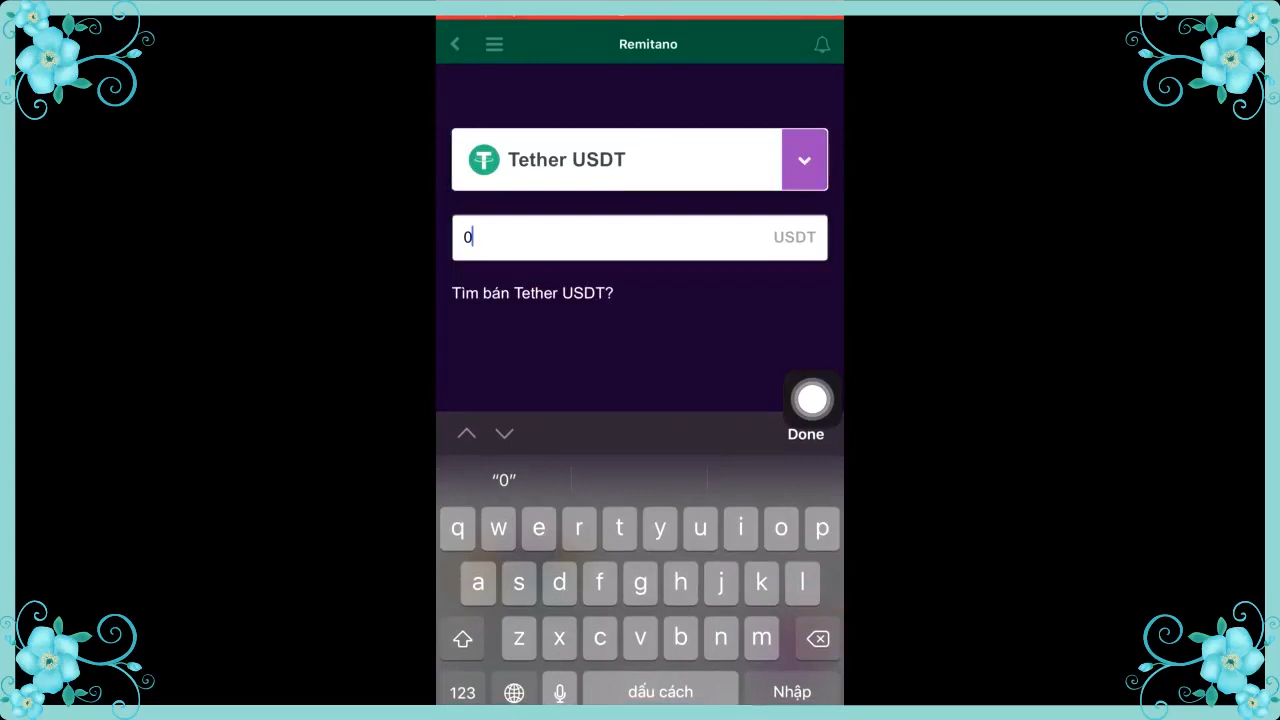 Remitano
Tether USDT
0 USDT
Tìm bán Tether USDT?
Done
“0”
q w e r t y u i o p
a s d f g h j k l
z x c v b n m
123 dấu cách Nhập